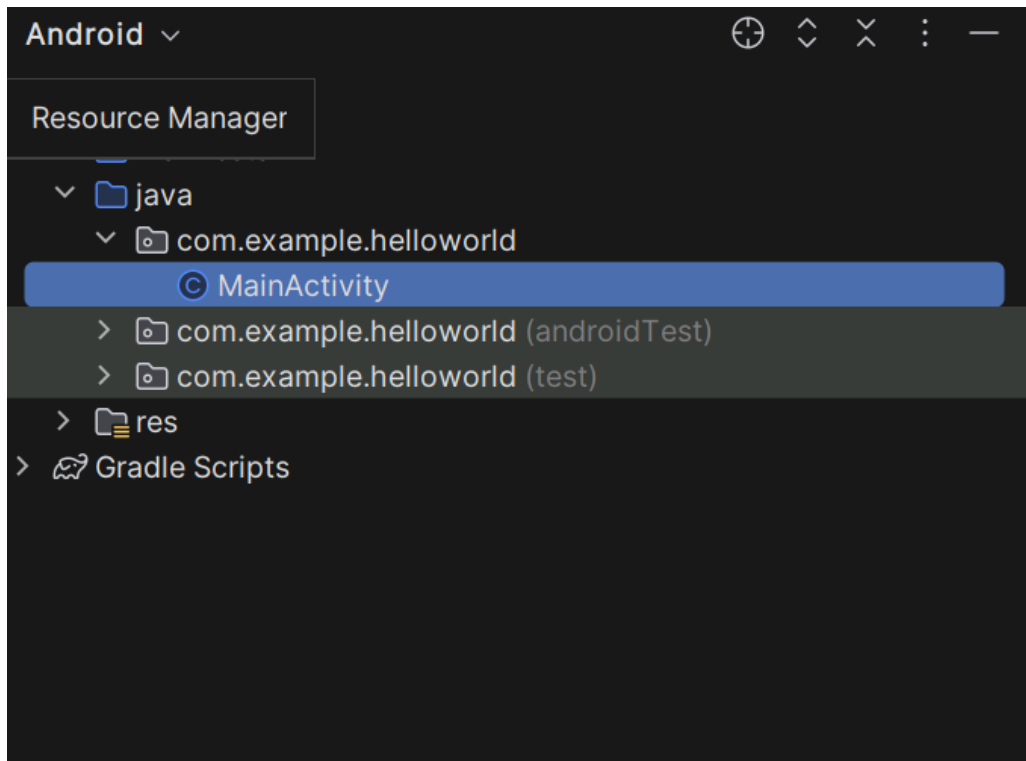 Android
Resource Manager
java
com.example.helloworld
C MainActivity
com.example.helloworld (androidTest)
com.example.helloworld (test)
res
Gradle Scripts